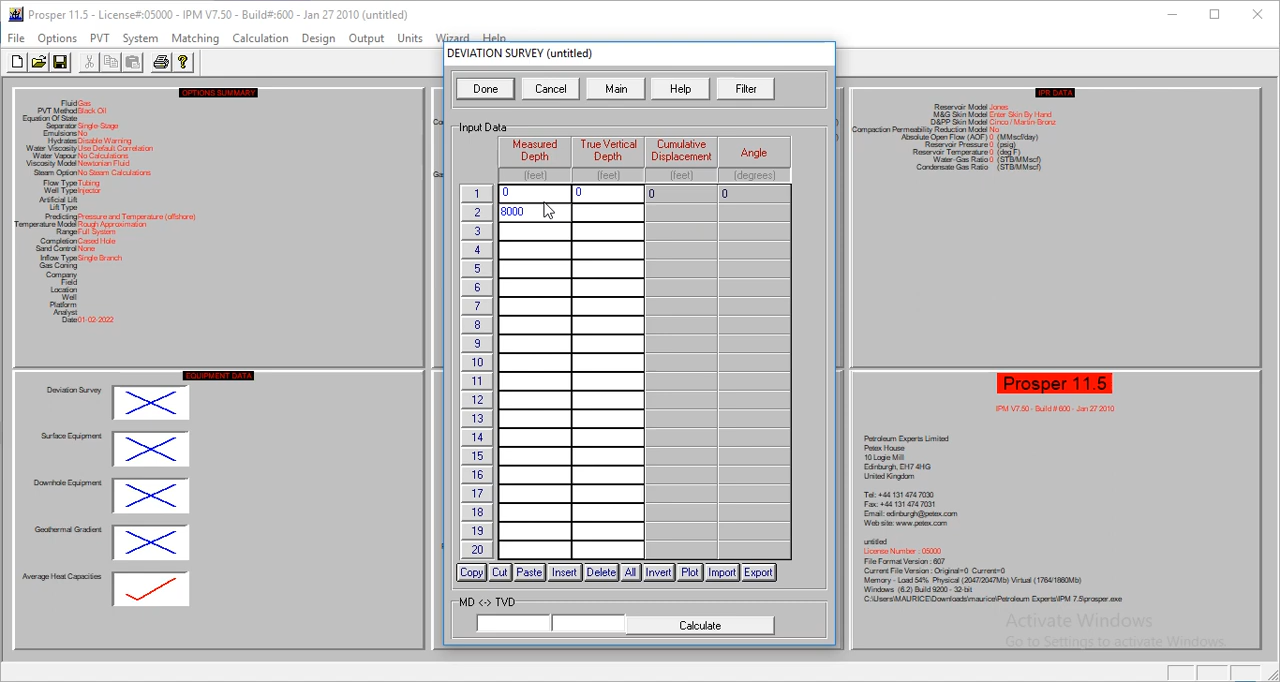 Prosper 11.5 - License#:05000 - IPM V7.50 - Build#:600 - Jan 27 2010 (untitled)
File Options PVT System Matching Calculation Design Output Units Wizard Help
OPTIONS SUMMARY
Fluid Gas
PVT Method Black Oil
Equation Of State
Separator Single-Stage
Emulsions No
Hydrates Disable Warning
Water Viscosity Use Default Correlation
Water Vapour No Calculations
Viscosity Model Newtonian Fluid
Steam Option No Steam Calculations
Flow Type Tubing
Well Type Injector
Artificial Lift
Lift Type
Predicting Pressure and Temperature (offshore)
Temperature Model Rough Approximation
Range Full System
Completion Cased Hole
Sand Control None
Inflow Type Single Branch
Gas Coning
Company
Field
Location
Well
Platform
Analyst
Date 01-02-2022
EQUIPMENT DATA
Deviation Survey
Surface Equipment
Downhole Equipment
Geothermal Gradient
Average Heat Capacities
DEVIATION SURVEY (untitled)
Done Cancel Main Help Filter
Input Data
Measured Depth True Vertical Depth Cumulative Displacement Angle
(feet) (feet) (feet) (degrees)
1 0 0 0 0
2 8000
3
4
5
6
7
8
9
10
11
12
13
14
15
16
17
18
19
20
Copy Cut Paste Insert Delete All Invert Plot Import Export
MD <-> TVD
Calculate
IPR DATA
Reservoir Model Jones
M&G Skin Model Enter Skin By Hand
D&PP Skin Model Cinco / Martin-Bronz
Compaction Permeability Reduction Model No
Absolute Open Flow (AOF) 0 (MMscf/day)
Reservoir Pressure 0 (psig)
Reservoir Temperature 0 (deg F)
Water-Gas Ratio 0 (STB/MMscf)
Condensate Gas Ratio (STB/MMscf)
Prosper 11.5
IPM V7.50 - Build # 600 - Jan 27 2010
Petroleum Experts Limited
Petex House
10 Logie Mill
Edinburgh, EH7 4HG
United Kingdom
Tel: +44 131 474 7030
Fax: +44 131 474 7031
Email: edinburgh@petex.com
Web site: www.petex.com
untitled
License Number : 05000
File Format Version : 607
Current File Version : Original=0 Current=0
Memory - Load 54% Physical (2047/2047Mb) Virtual (1764/1860Mb)
Windows (6.2) Build 9200 - 32-bit
C:\Users\MAURICE\Downloads\maurice\Petroleum Experts\IPM 7.5\prosper.exe
Activate Windows
Go to Settings to activate Windows.